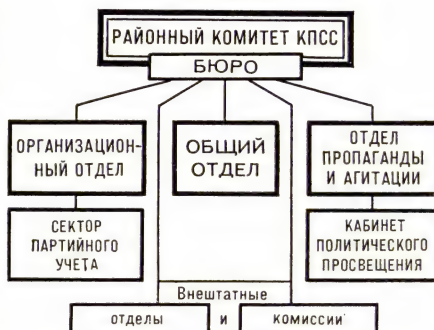 РАЙОННЫЙ КОМИТЕТ КПСС
БЮРО
ОРГАНИЗАЦИОН-
НЫЙ ОТДЕЛ
ОБЩИЙ
ОТДЕЛ
ОТДЕЛ
ПРОПАГАНДЫ
И АГИТАЦИИ
СЕКТОР
ПАРТИЙНОГО
УЧЕТА
КАБИНЕТ
ПОЛИТИЧЕСКОГО
ПРОСВЕЩЕНИЯ
Внештатные
отделы и комиссии